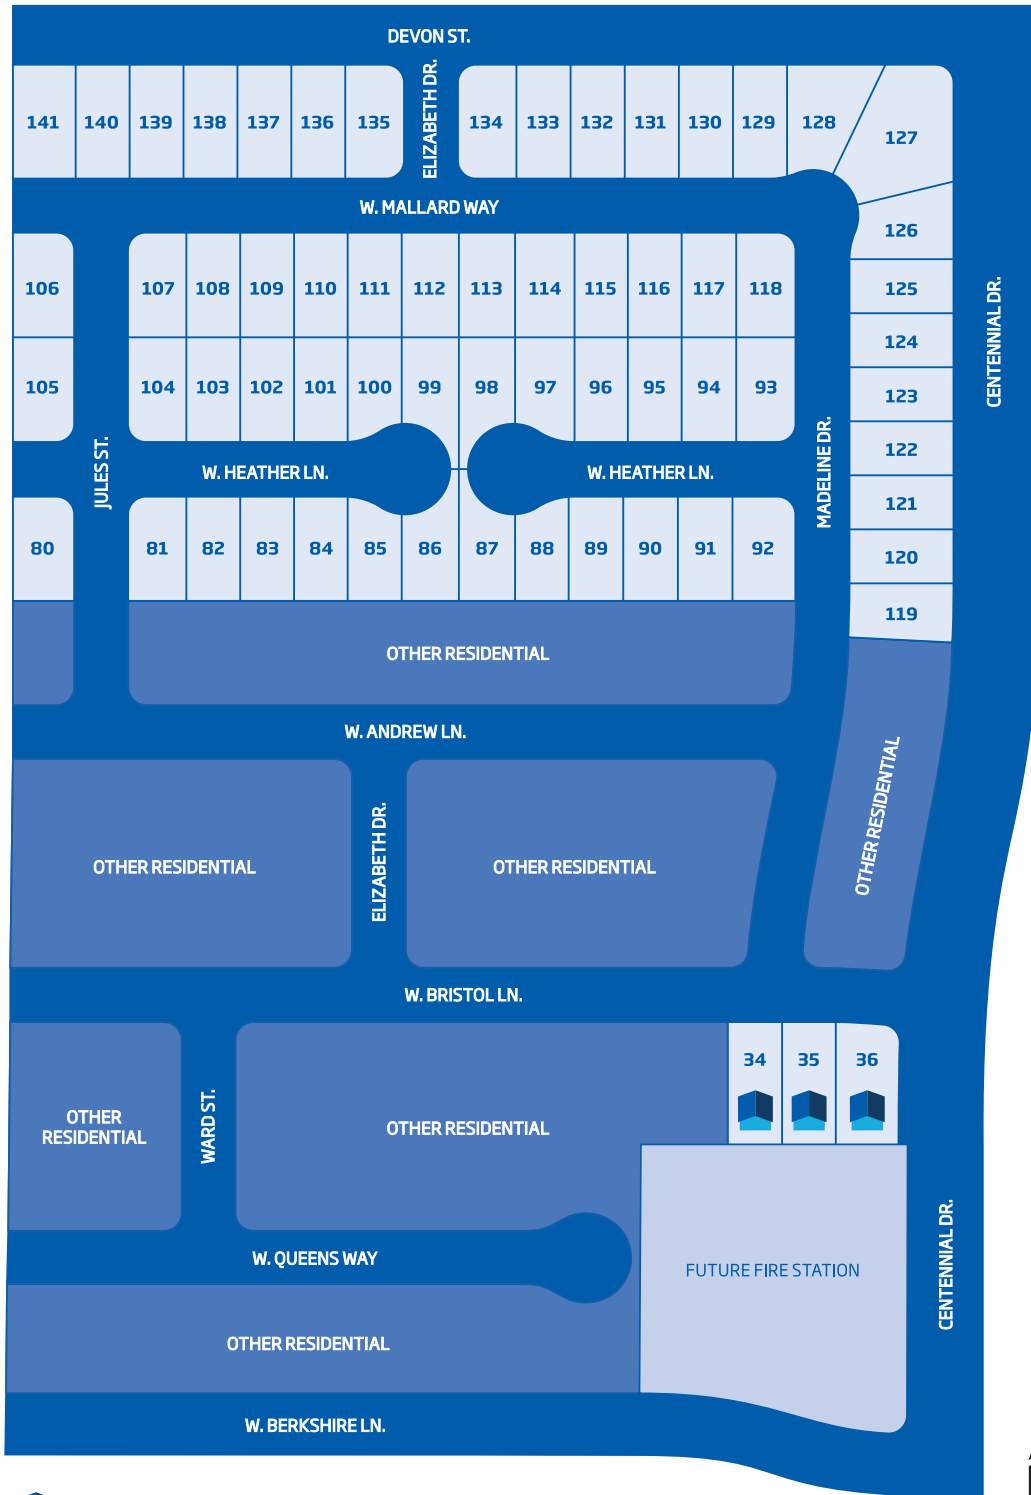 DEVON ST.
ELIZABETH DR.
141 140 139 138 137 136 135 134 133 132 131 130 129 128 127
W. MALLARD WAY
126
106 107 108 109 110 111 112 113 114 115 116 117 118 125
CENTENNIAL DR.
124
105 104 103 102 101 100 99 98 97 96 95 94 93 123
JULES ST.
MADELINE DR.
122
W. HEATHER LN. W. HEATHER LN.
121
80 81 82 83 84 85 86 87 88 89 90 91 92 120
119
OTHER RESIDENTIAL
W. ANDREW LN.
OTHER RESIDENTIAL
ELIZABETH DR.
OTHER RESIDENTIAL
OTHER RESIDENTIAL
W. BRISTOL LN.
34 35 36
OTHER
RESIDENTIAL
WARD ST.
OTHER RESIDENTIAL
W. QUEENS WAY
FUTURE FIRE STATION
CENTENNIAL DR.
OTHER RESIDENTIAL
W. BERKSHIRE LN.